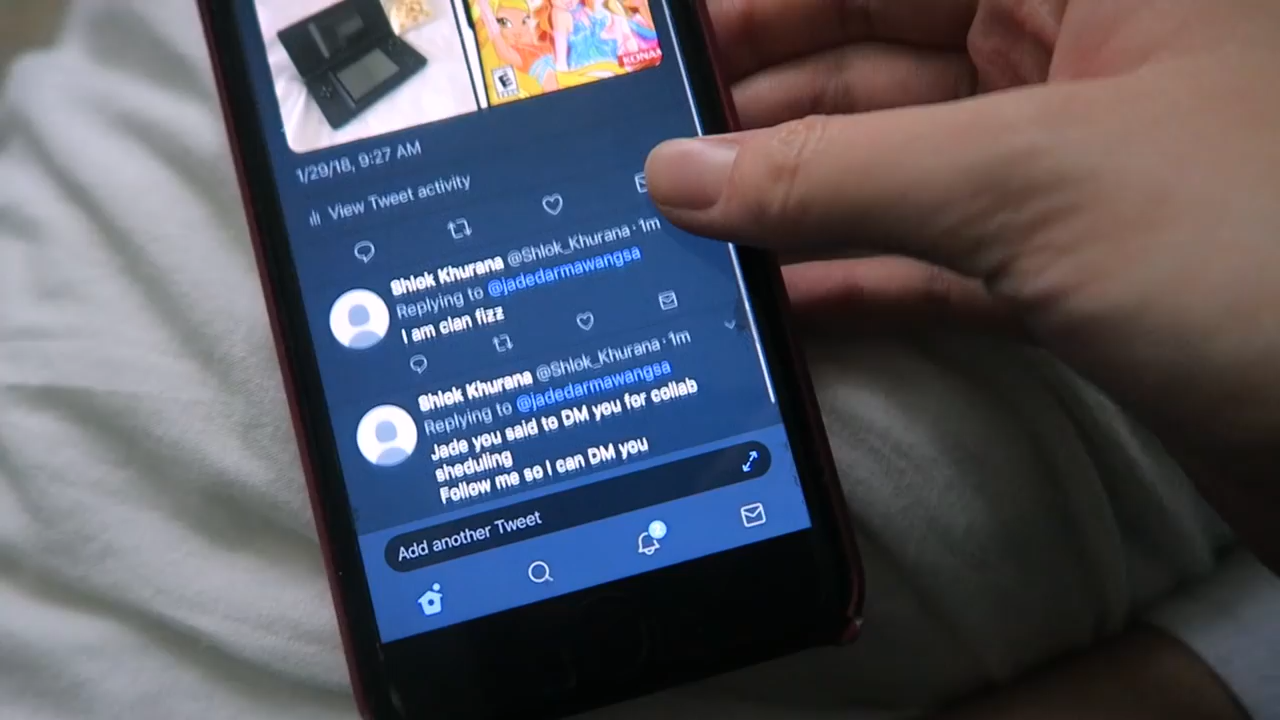 E
KONAMI
1/29/18, 9:27 AM
View Tweet activity
Shlok Khurana @Shlok_Khurana · 1m
Replying to @jadedarmawangsa
I am clan fizz
Shlok Khurana @Shlok_Khurana · 1m
Replying to @jadedarmawangsa
Jade you said to DM you for collab
sheduling
Follow me so I can DM you
Add another Tweet
2